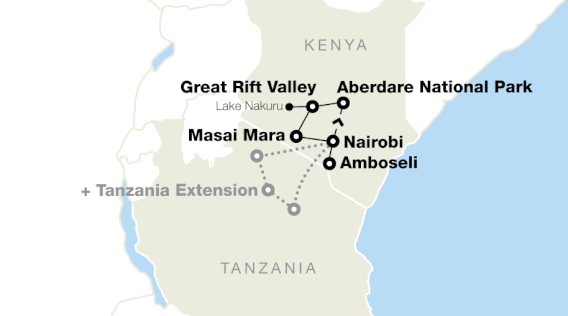 KENYA
Great Rift Valley
Aberdare National Park
Lake Nakuru
Masai Mara
Nairobi
Amboseli
+ Tanzania Extension
TANZANIA